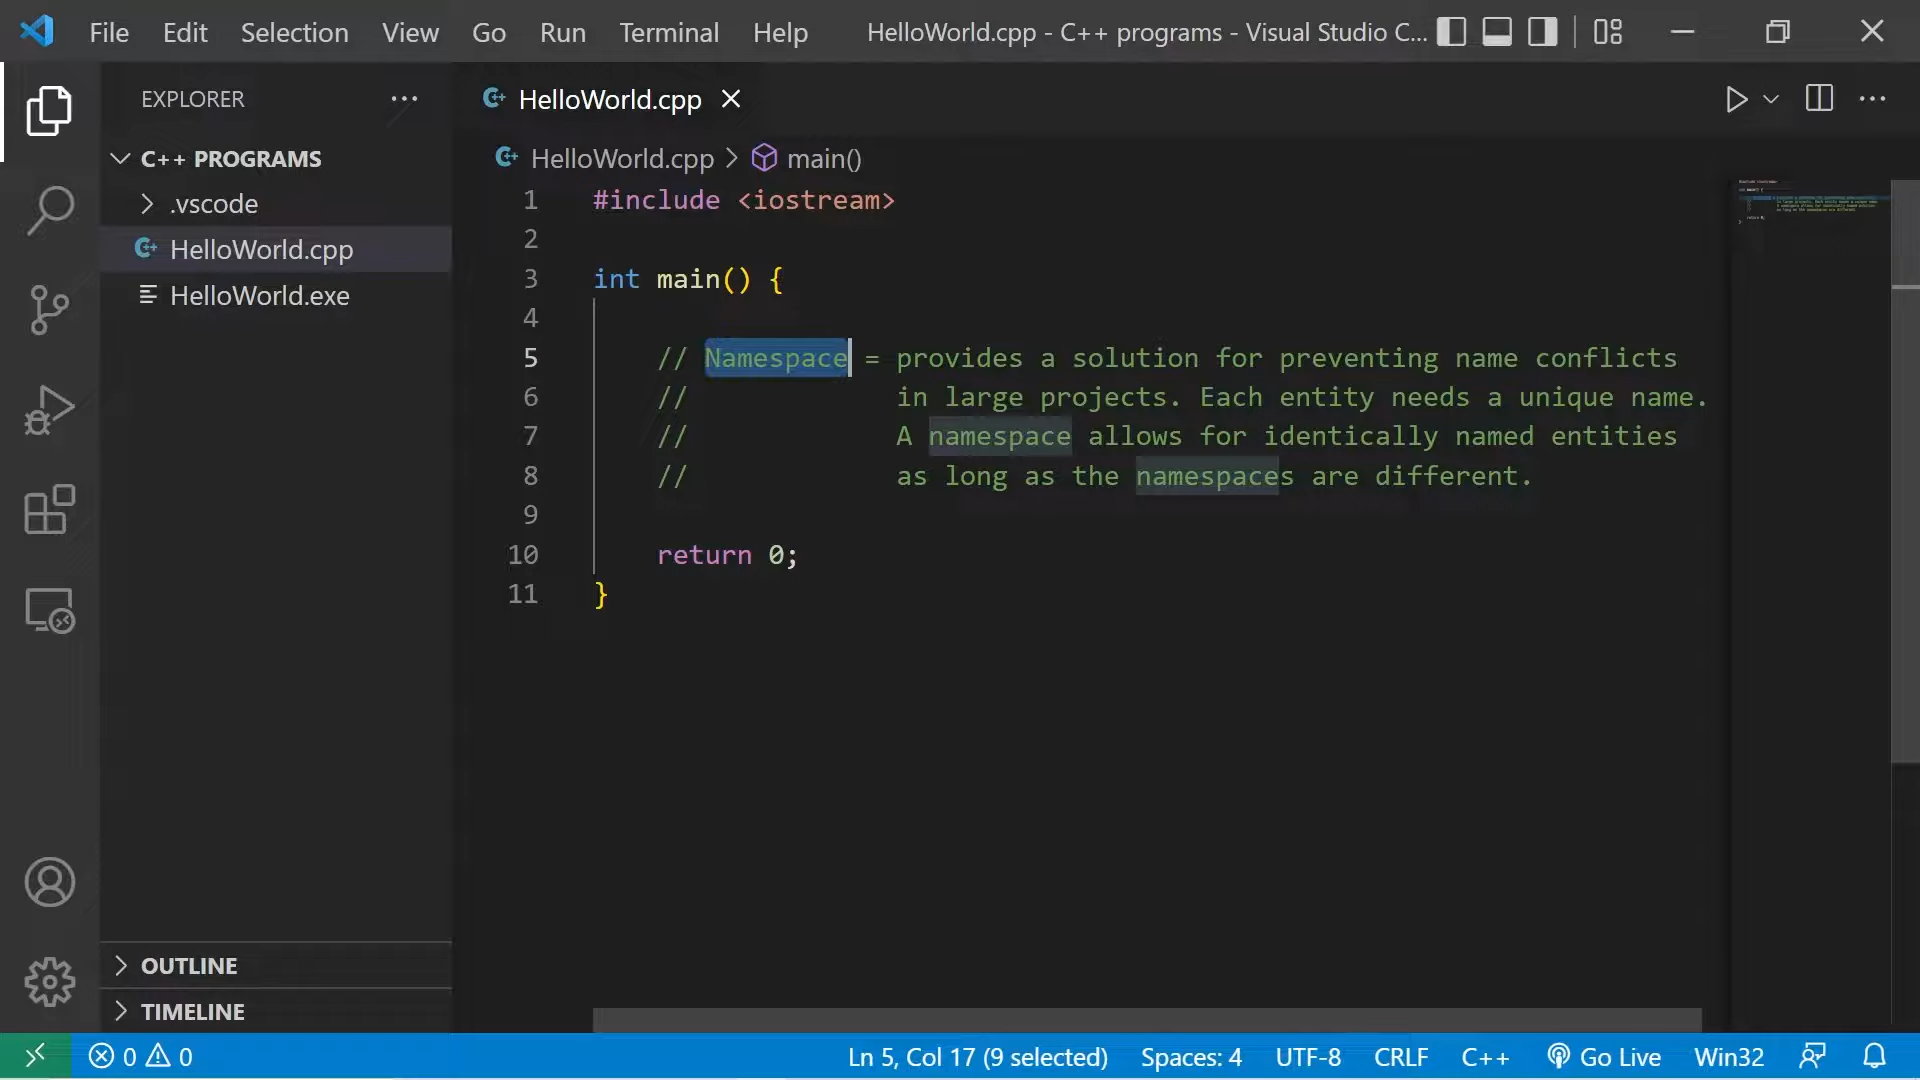 File Edit Selection View Go Run Terminal Help HelloWorld.cpp - C++ programs - Visual Studio C...
EXPLORER
C++ PROGRAMS
.vscode
HelloWorld.cpp
HelloWorld.exe
OUTLINE
TIMELINE
HelloWorld.cpp
HelloWorld.cpp > main()
1 #include <iostream>
2
3 int main() {
4
5 // Namespace = provides a solution for preventing name conflicts
6 // in large projects. Each entity needs a unique name.
7 // A namespace allows for identically named entities
8 // as long as the namespaces are different.
9
10 return 0;
11 }
0 0 Ln 5, Col 17 (9 selected) Spaces: 4 UTF-8 CRLF C++ Go Live Win32